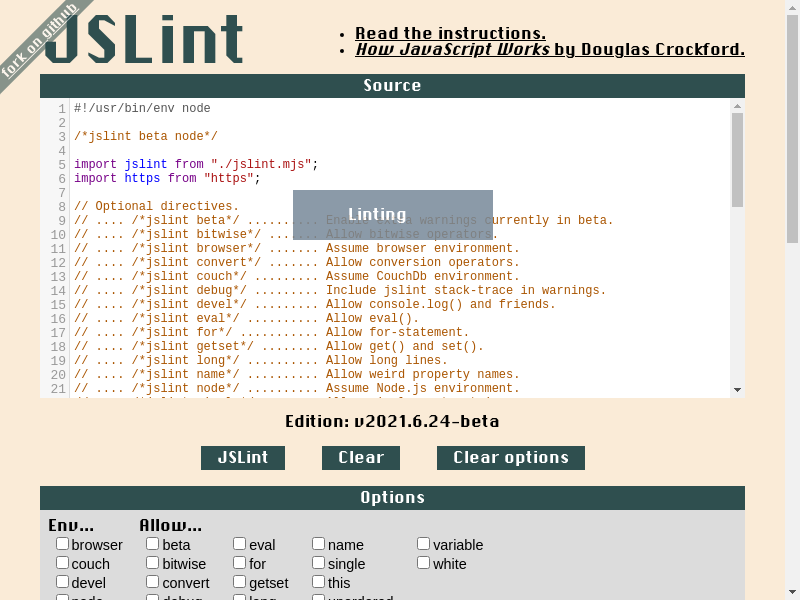 fork on github
JSLint
Read the instructions.
How JavaScript Works by Douglas Crockford.
Source
1 #!/usr/bin/env node
2
3 /*jslint beta node*/
4
5 import jslint from "./jslint.mjs";
6 import https from "https";
7
8 // Optional directives.
9 // .... /*jslint beta*/ .......... Enable extra warnings currently in beta.
10 // .... /*jslint bitwise*/ ....... Allow bitwise operators.
11 // .... /*jslint browser*/ ....... Assume browser environment.
12 // .... /*jslint convert*/ ....... Allow conversion operators.
13 // .... /*jslint couch*/ ......... Assume CouchDb environment.
14 // .... /*jslint debug*/ ......... Include jslint stack-trace in warnings.
15 // .... /*jslint devel*/ ......... Allow console.log() and friends.
16 // .... /*jslint eval*/ .......... Allow eval().
17 // .... /*jslint for*/ ........... Allow for-statement.
18 // .... /*jslint getset*/ ........ Allow get() and set().
19 // .... /*jslint long*/ .......... Allow long lines.
20 // .... /*jslint name*/ .......... Allow weird property names.
21 // .... /*jslint node*/ .......... Assume Node.js environment.
Linting
Edition: v2021.6.24-beta
JSLint Clear Clear options
Options
Env... Allow...
browser beta eval name variable
couch bitwise for single white
devel convert getset this
node debug long unordered